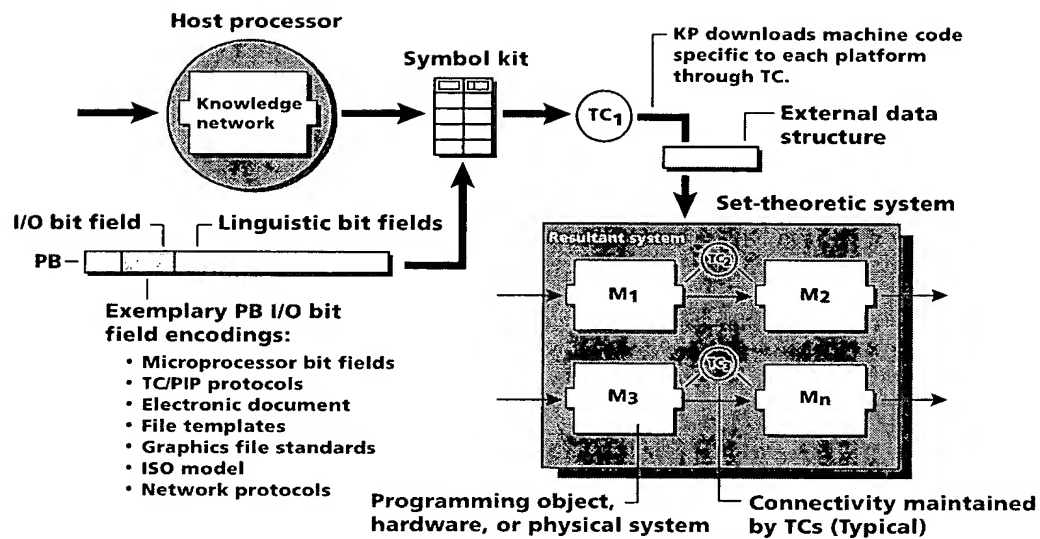 Host processor
Knowledge
network
Symbol kit
TC1
KP downloads machine code
specific to each platform
through TC.
External data
structure
I/O bit field
Linguistic bit fields
PB
Exemplary PB I/O bit
field encodings:
• Microprocessor bit fields
• TC/PIP protocols
• Electronic document
• File templates
• Graphics file standards
• ISO model
• Network protocols
Set-theoretic system
Resultant system
TC2
M1
M2
TC3
M3
Mn
Programming object,
hardware, or physical system
Connectivity maintained
by TCs (Typical)